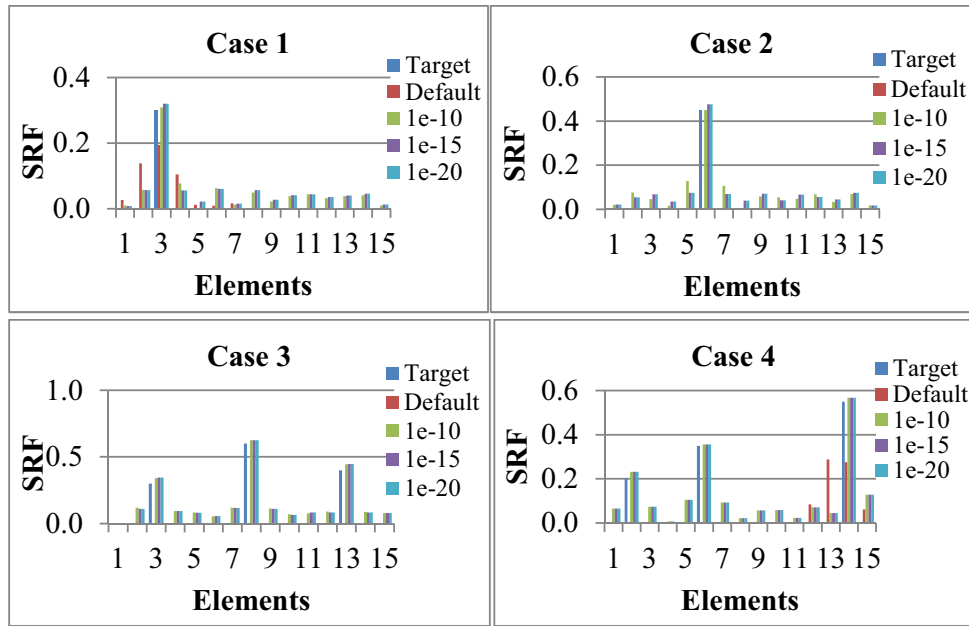 Case 1
SRF
0.4
0.2
0.0
1 3 5 7 9 11 13 15
Elements
Target
Default
1e-10
1e-15
1e-20
Case 2
SRF
0.6
0.4
0.2
0.0
1 3 5 7 9 11 13 15
Elements
Target
Default
1e-10
1e-15
1e-20
Case 3
SRF
1.0
0.5
0.0
1 3 5 7 9 11 13 15
Elements
Target
Default
1e-10
1e-15
1e-20
Case 4
SRF
0.6
0.4
0.2
0.0
1 3 5 7 9 11 13 15
Elements
Target
Default
1e-10
1e-15
1e-20